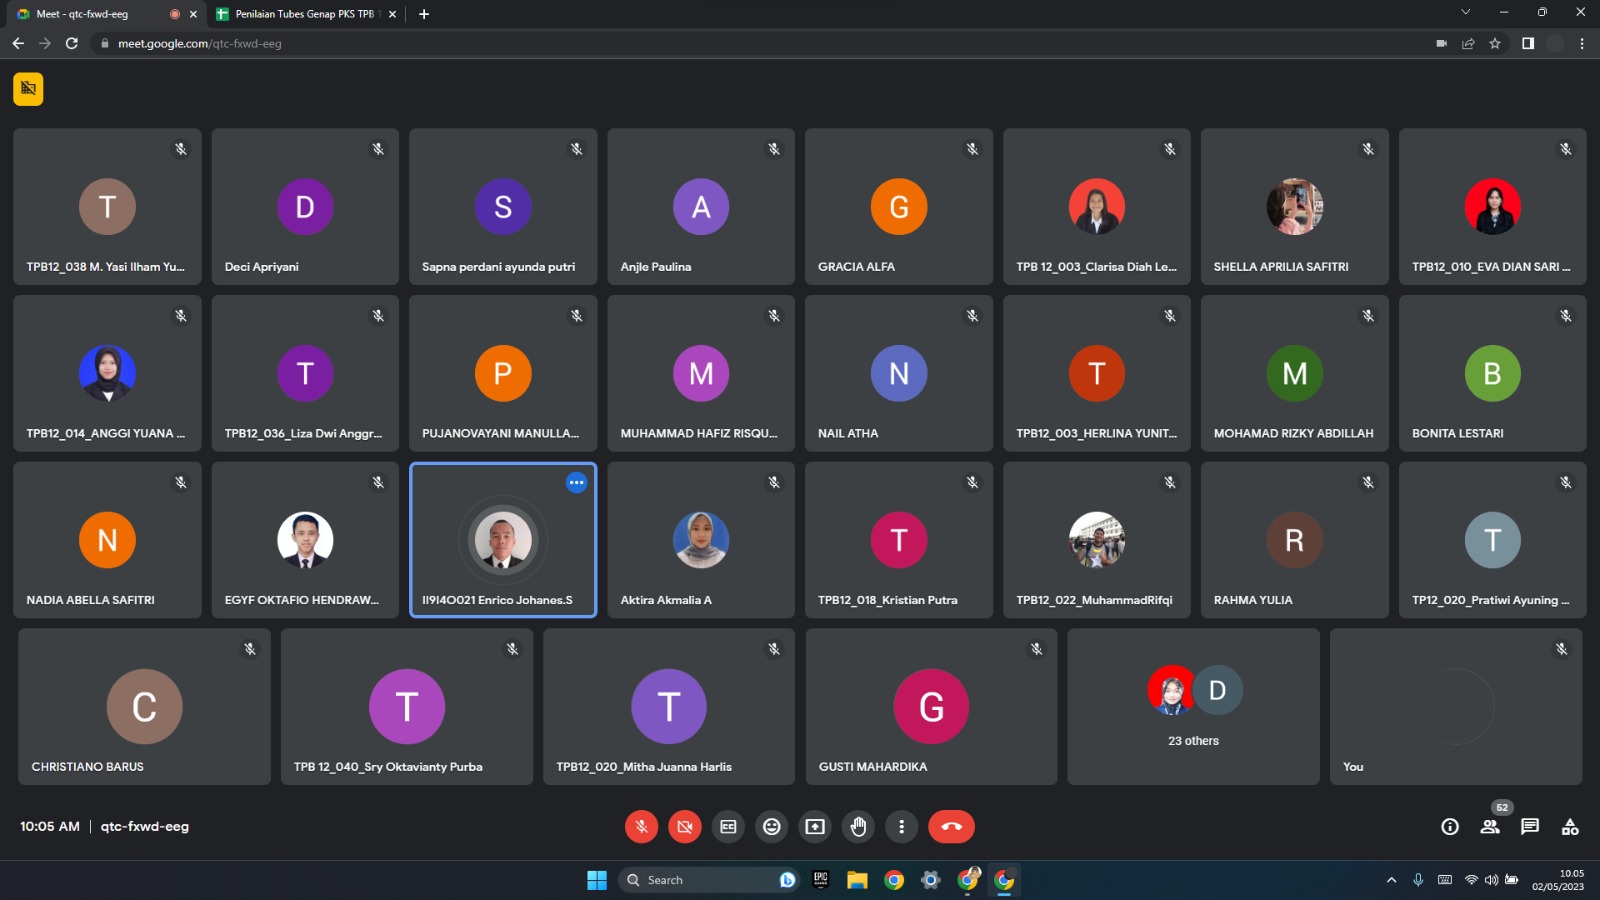 Meet - qtc-fxwd-eeg
Penilaian Tubes Genap PKS TPB 1
meet.google.com/qtc-fxwd-eeg
T
D
S
A
G
TPB12_038 M. Yasi Ilham Yu...
Deci Apriyani
Sapna perdani ayunda putri
Anjle Paulina
GRACIA ALFA
TPB 12_003_Clarisa Diah Le...
SHELLA APRILIA SAFITRI
TPB12_010_EVA DIAN SARI ...
T
P
M
N
T
M
B
TPB12_014_ANGGI YUANA ...
TPB12_036_Liza Dwi Anggr...
PUJANOVAYANI MANULLA...
MUHAMMAD HAFIZ RISQU...
NAIL ATHA
TPB12_003_HERLINA YUNIT...
MOHAMAD RIZKY ABDILLAH
BONITA LESTARI
N
T
R
T
NADIA ABELLA SAFITRI
EGYF OKTAFIO HENDRAW...
II9I4O021 Enrico Johanes.S
Aktira Akmalia A
TPB12_018_Kristian Putra
TPB12_022_MuhammadRifqi
RAHMA YULIA
TP12_020_Pratiwi Ayuning ...
C
T
T
G
D
23 others
CHRISTIANO BARUS
TPB 12_040_Sry Oktavianty Purba
TPB12_020_Mitha Juanna Harlis
GUSTI MAHARDIKA
You
10:05 AM | qtc-fxwd-eeg
52
Search
EPIC GAMES
10.05
02/05/2023